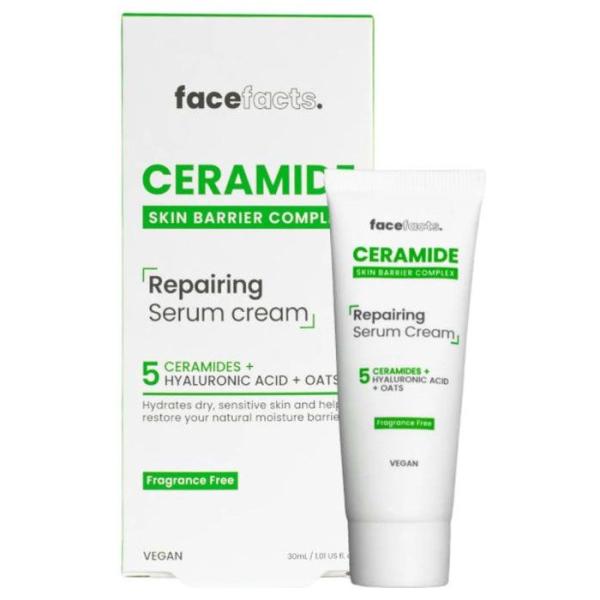 facefacts.
CERAMIDE
SKIN BARRIER COMPLEX
Repairing
Serum cream
5 CERAMIDES +
HYALURONIC ACID + OATS
Hydrates dry, sensitive skin and help
restore your natural moisture barrie
Fragrance Free
VEGAN
30mL / 1.01 US fl.
facefacts.
CERAMIDE
SKIN BARRIER COMPLEX
Repairing
Serum Cream
5 CERAMIDES +
HYALURONIC ACID
+ OATS
Fragrance Free
VEGAN